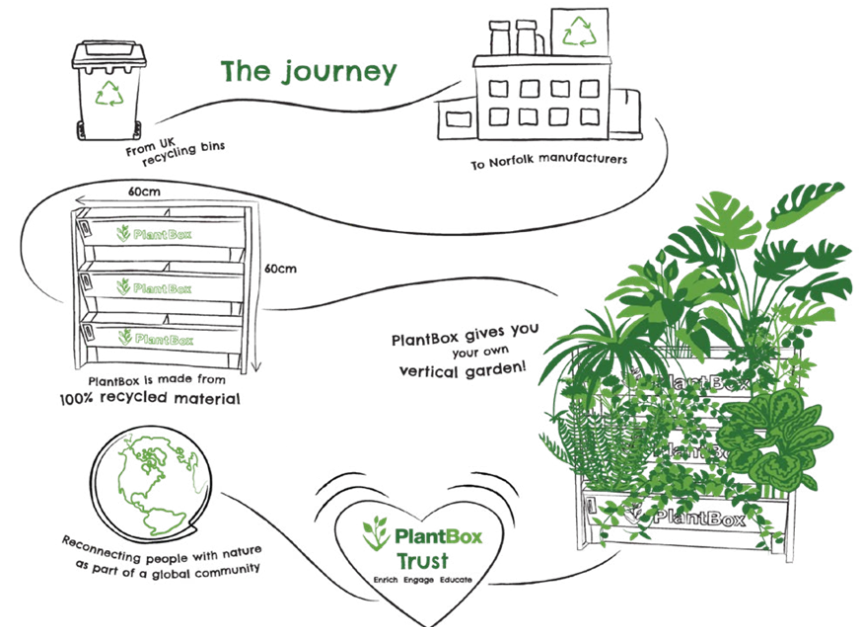 The journey
From UK
recycling bins
To Norfolk manufacturers
60cm
PlantBox
PlantBox
PlantBox
60cm
PlantBox is made from
100% recycled material
PlantBox gives you
your own
vertical garden!
PlantBox
PlantBox
PlantBox
Trust
Enrich Engage Educate
Reconnecting people with nature
as part of a global community